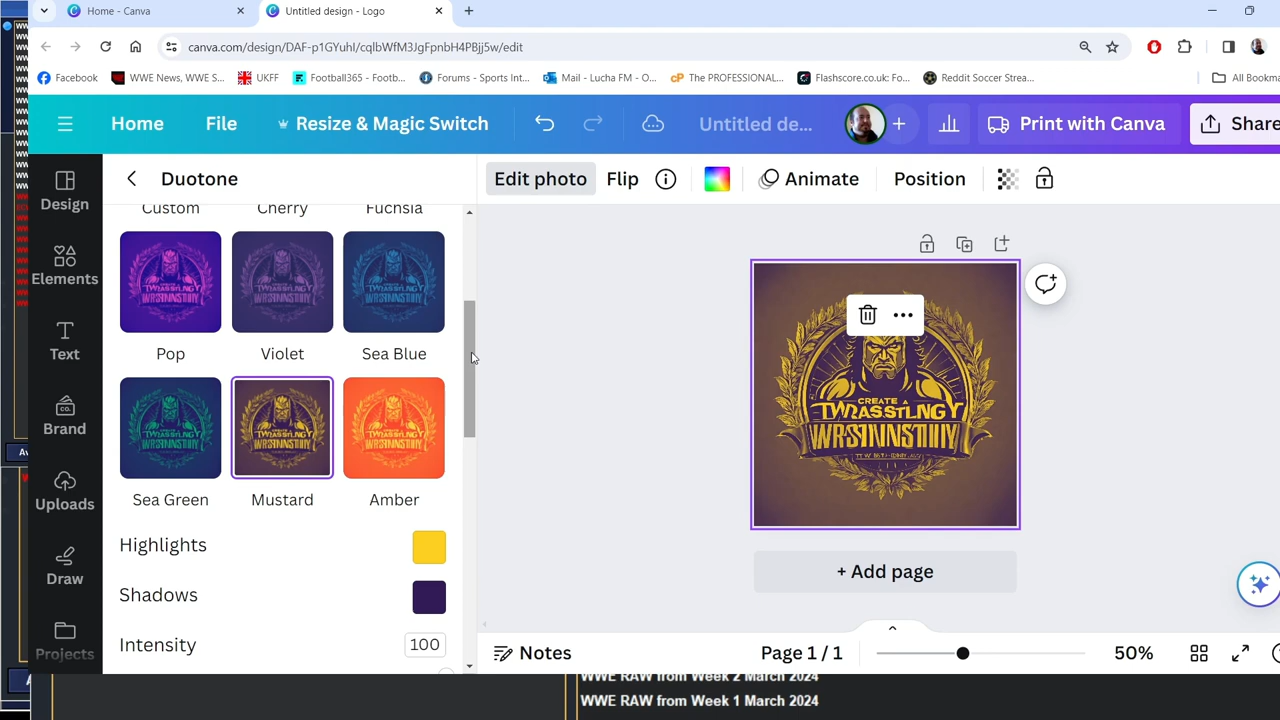 Home - Canva
Untitled design - Logo
canva.com/design/DAF-p1GYuhI/cqlbWfM3JgFpnbH4PBjj5w/edit
Facebook
WWE News, WWE S...
UKFF
Football365 - Footb...
Forums - Sports Int...
Mail - Lucha FM - O...
cP The PROFESSIONAL...
Flashscore.co.uk: Fo...
Reddit Soccer Strea...
All Bookma
Home
File
Resize & Magic Switch
Untitled de...
Print with Canva
Share
Design
Elements
Text
Brand
Uploads
Draw
Projects
Duotone
Custom
Cherry
Fuchsia
Pop
Violet
Sea Blue
Sea Green
Mustard
Amber
Highlights
Shadows
Intensity
100
Edit photo
Flip
Animate
Position
CREATE A
TWRASSTLNGY
WRSTINNSTIIIY
+ Add page
Notes
Page 1 / 1
50%
WWE RAW from Week 2 March 2024
WWE RAW from Week 1 March 2024